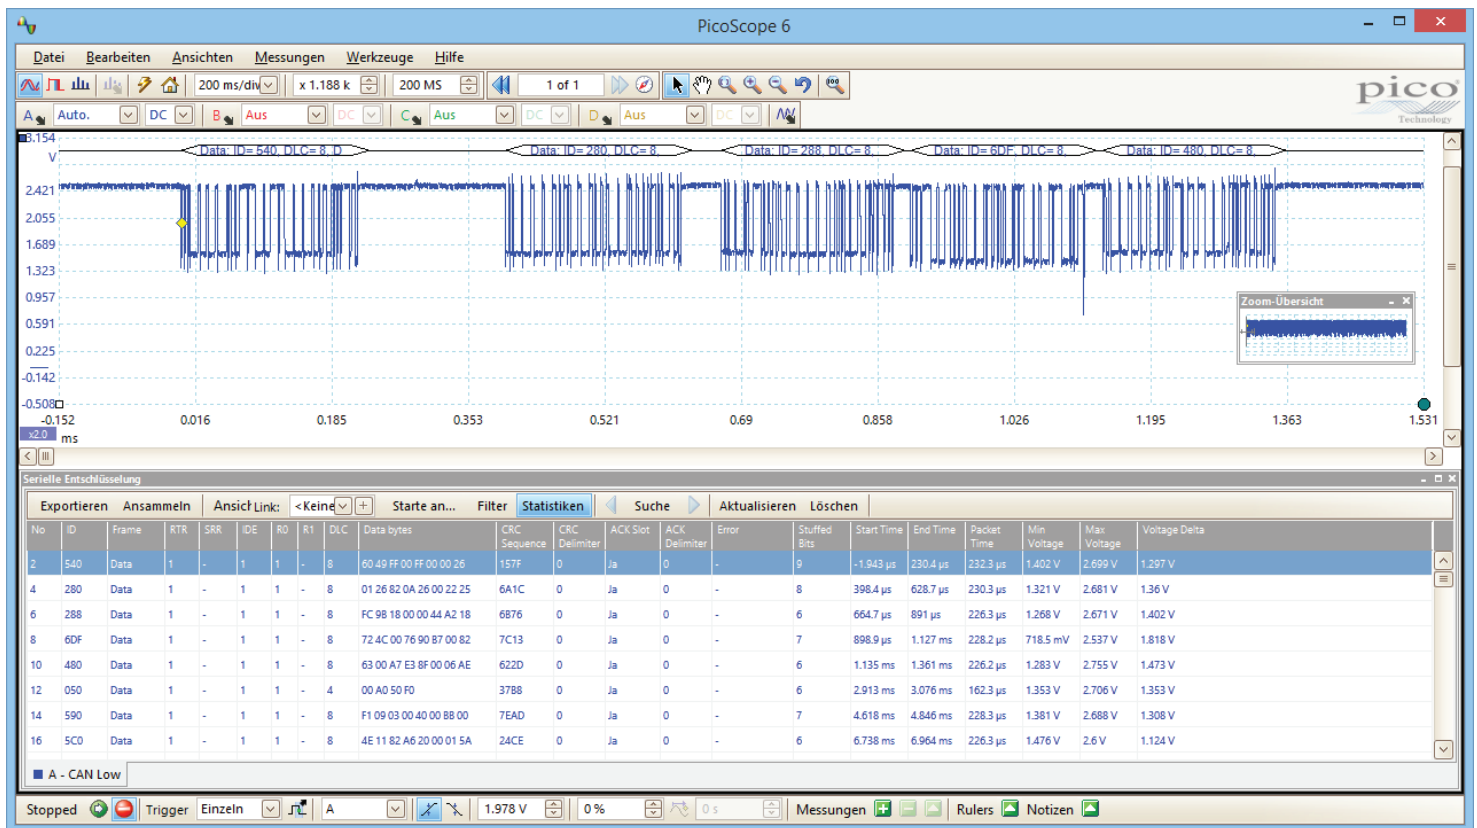 PicoScope 6
Datei Bearbeiten Ansichten Messungen Werkzeuge Hilfe
200 ms/div x 1.188 k 200 MS 1 of 1
pico
Technology
A Auto. DC B Aus DC C Aus DC D Aus DC
3.154
V
Data: ID= 540, DLC= 8, D
Data: ID= 280, DLC= 8,
Data: ID= 288, DLC= 8,
Data: ID= 6DF, DLC= 8,
Data: ID= 480, DLC= 8,
2.421
2.055
1.689
1.323
0.957
0.591
0.225
-0.142
-0.508
Zoom-Übersicht
-0.152 0.016 0.185 0.353 0.521 0.69 0.858 1.026 1.195 1.363 1.531
x2.0 ms
Serielle Entschlüsselung
Exportieren Ansammeln Ansicht Link: <Keine Starte an... Filter Statistiken Suche Aktualisieren Löschen
No ID Frame RTR SRR IDE R0 R1 DLC Data bytes CRC Sequence CRC Delimiter ACK Slot ACK Delimiter Error Stuffed Bits Start Time End Time Packet Time Min Voltage Max Voltage Voltage Delta
2 540 Data 1 - 1 1 - 8 60 49 FF 00 FF 00 00 26 157F 0 Ja 0 - 9 -1.943 µs 230.4 µs 232.3 µs 1.402 V 2.699 V 1.297 V
4 280 Data 1 - 1 1 - 8 01 26 82 0A 26 00 22 25 6A1C 0 Ja 0 - 8 398.4 µs 628.7 µs 230.3 µs 1.321 V 2.681 V 1.36 V
6 288 Data 1 - 1 1 - 8 FC 9B 18 00 00 44 A2 18 6B76 0 Ja 0 - 6 664.7 µs 891 µs 226.3 µs 1.268 V 2.671 V 1.402 V
8 6DF Data 1 - 1 1 - 8 72 4C 00 76 90 B7 00 82 7C13 0 Ja 0 - 7 898.9 µs 1.127 ms 228.2 µs 718.5 mV 2.537 V 1.818 V
10 480 Data 1 - 1 1 - 8 63 00 A7 E3 8F 00 06 AE 622D 0 Ja 0 - 6 1.135 ms 1.361 ms 226.2 µs 1.283 V 2.755 V 1.473 V
12 050 Data 1 - 1 1 - 4 00 A0 50 F0 37B8 0 Ja 0 - 6 2.913 ms 3.076 ms 162.3 µs 1.353 V 2.706 V 1.353 V
14 590 Data 1 - 1 1 - 8 F1 09 03 00 40 00 BB 00 7EAD 0 Ja 0 - 7 4.618 ms 4.846 ms 228.3 µs 1.381 V 2.688 V 1.308 V
16 5C0 Data 1 - 1 1 - 8 4E 11 82 A6 20 00 01 5A 24CE 0 Ja 0 - 6 6.738 ms 6.964 ms 226.3 µs 1.476 V 2.6 V 1.124 V
A - CAN Low
Stopped Trigger Einzeln A 1.978 V 0 % 0 s Messungen Rulers Notizen